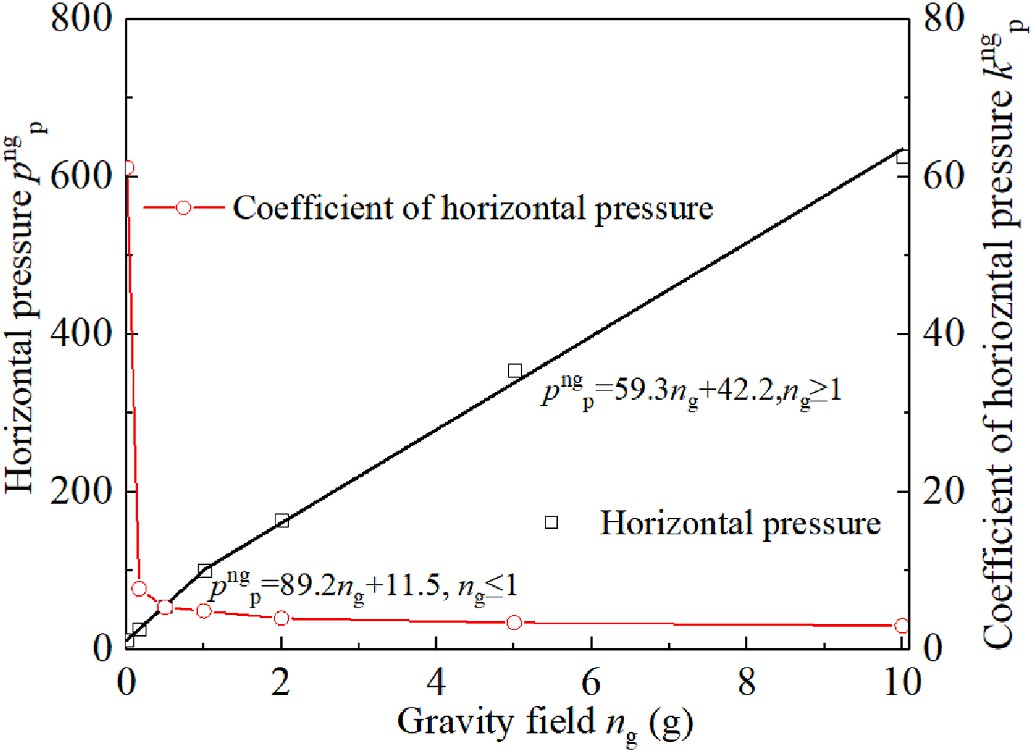 800
600
400
200
0
Horizontal pressure p^ng_p
80
60
40
20
0
Coefficient of horiozntal pressure k^ng_p
Coefficient of horizontal pressure
p^ng_p=59.3n_g+42.2,n_g≥1
Horizontal pressure
p^ng_p=89.2n_g+11.5, n_g≤1
0 2 4 6 8 10
Gravity field n_g (g)